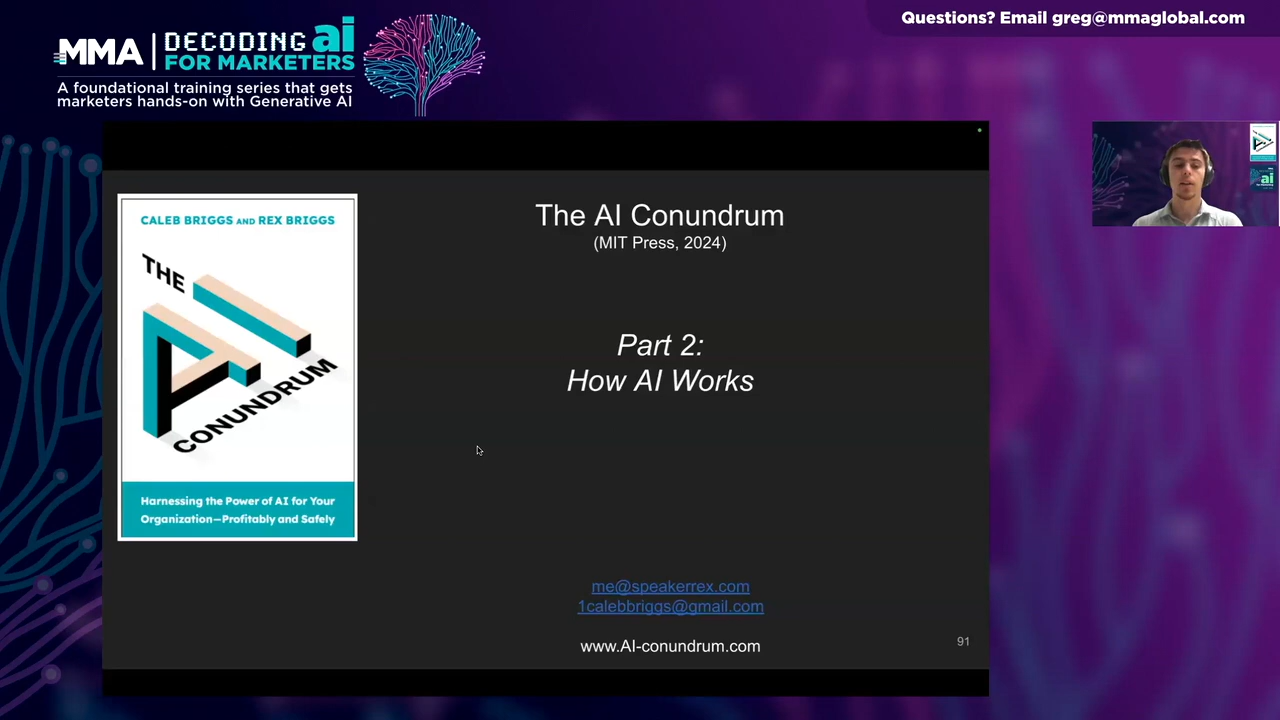 Questions? Email greg@mmaglobal.com
MMA
DECODING ai
FOR MARKETERS
A foundational training series that gets
marketers hands-on with Generative AI
CALEB BRIGGS AND REX BRIGGS
THE
AI
CONUNDRUM
Harnessing the Power of AI for Your
Organization—Profitably and Safely
The AI Conundrum
(MIT Press, 2024)
Part 2:
How AI Works
me@speakerrex.com
1calebbriggs@gmail.com
www.AI-conundrum.com
91
ai